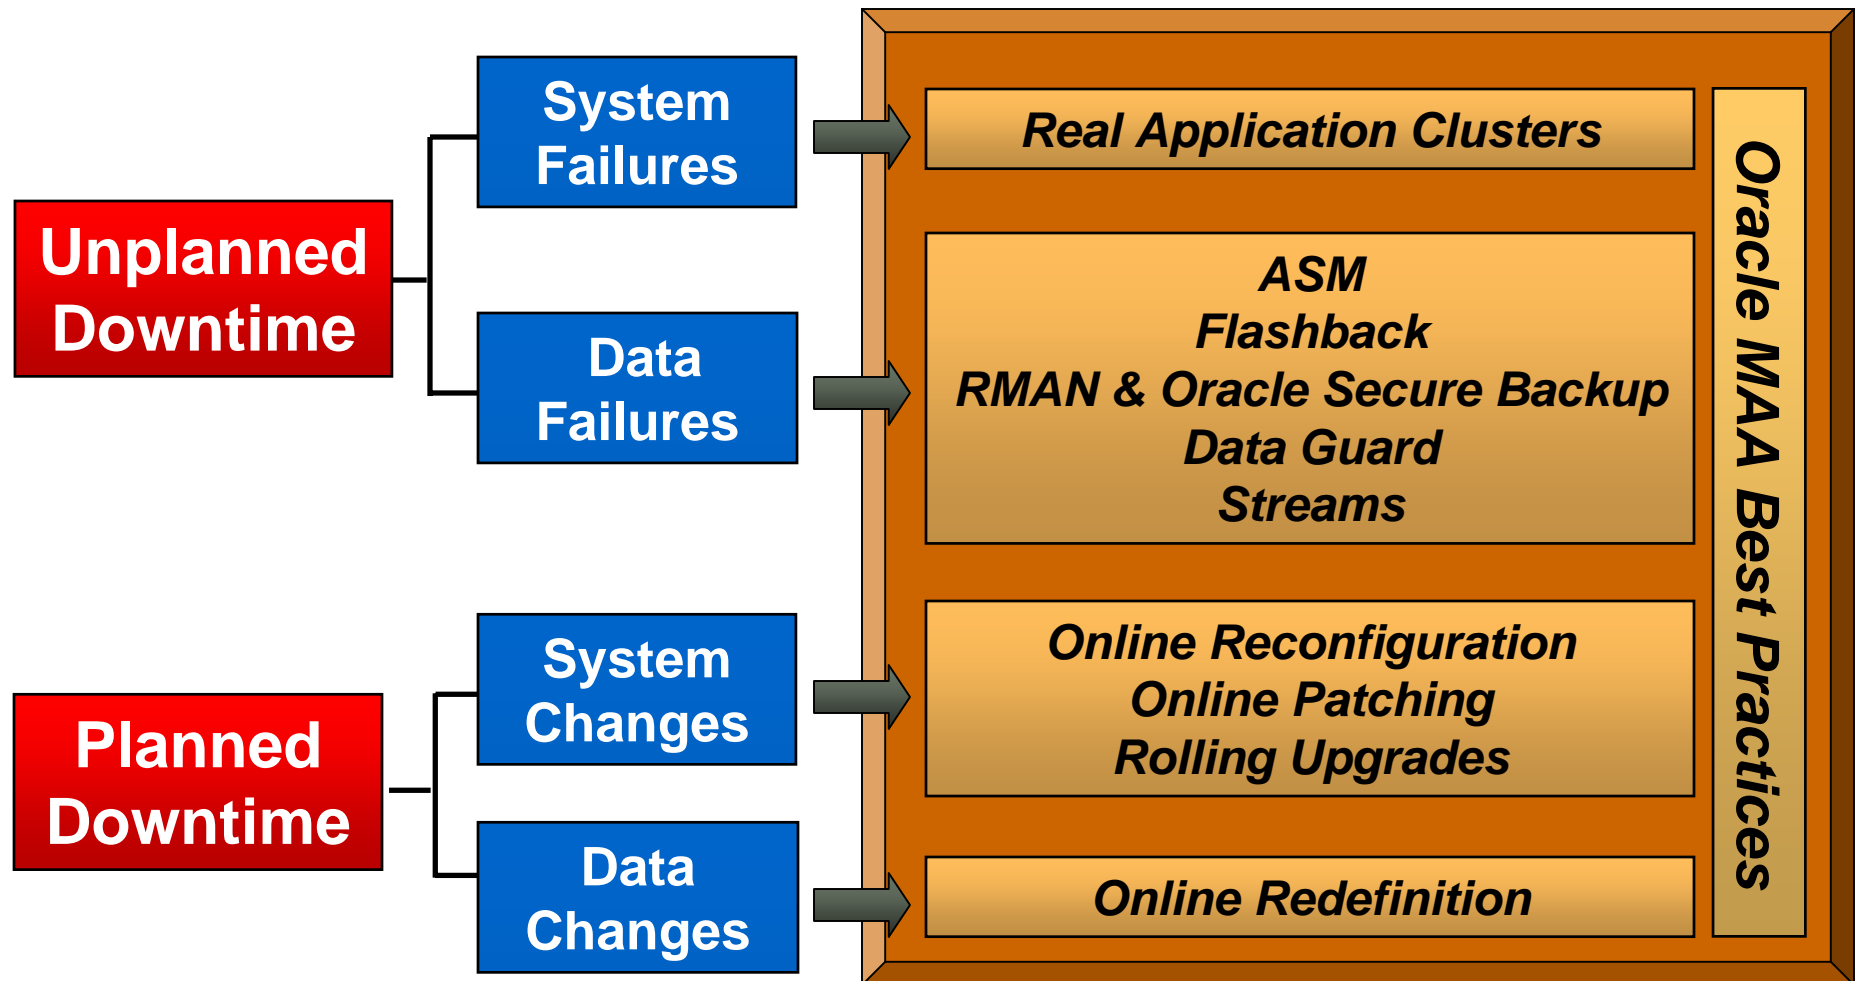 Unplanned
Downtime
System
Failures
Real Application Clusters
Data
Failures
ASM
Flashback
RMAN & Oracle Secure Backup
Data Guard
Streams
Planned
Downtime
System
Changes
Online Reconfiguration
Online Patching
Rolling Upgrades
Data
Changes
Online Redefinition
Oracle MAA Best Practices